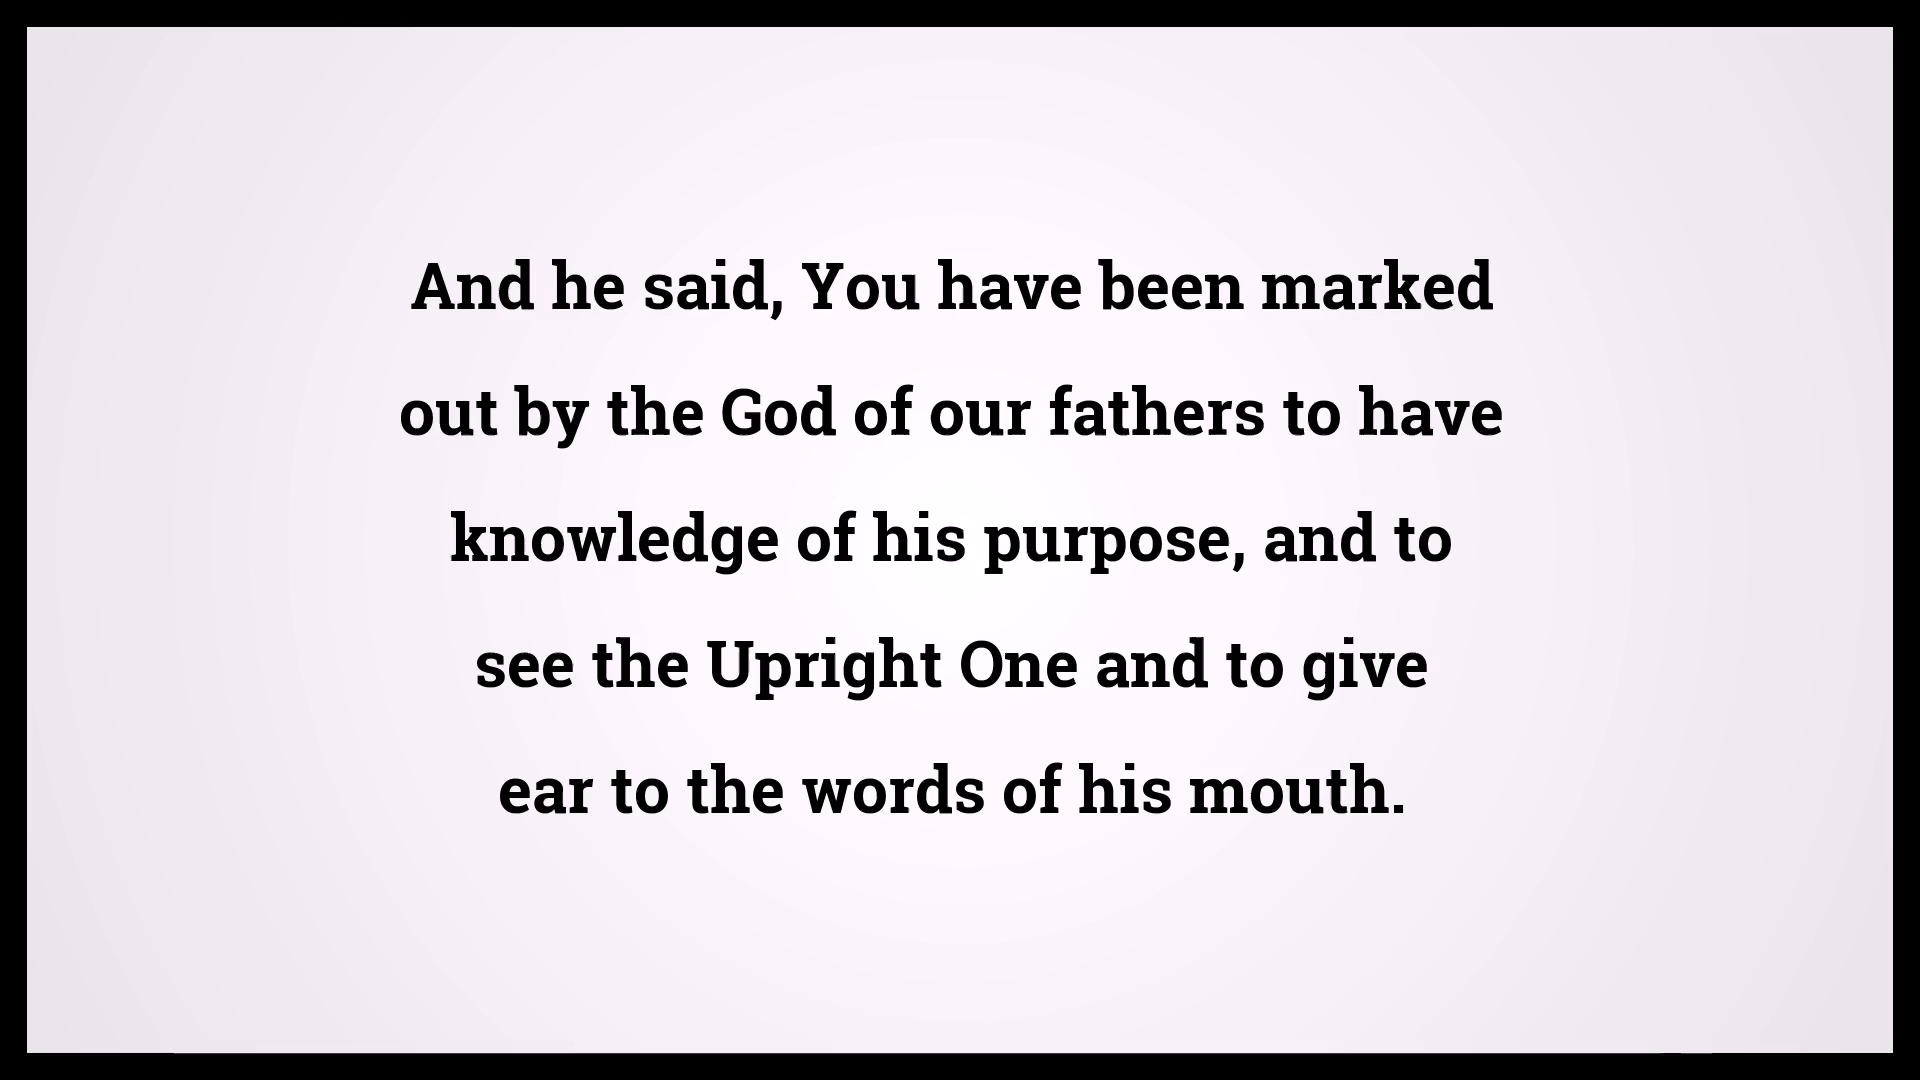 And he said, You have been marked
out by the God of our fathers to have
knowledge of his purpose, and to
see the Upright One and to give
ear to the words of his mouth.